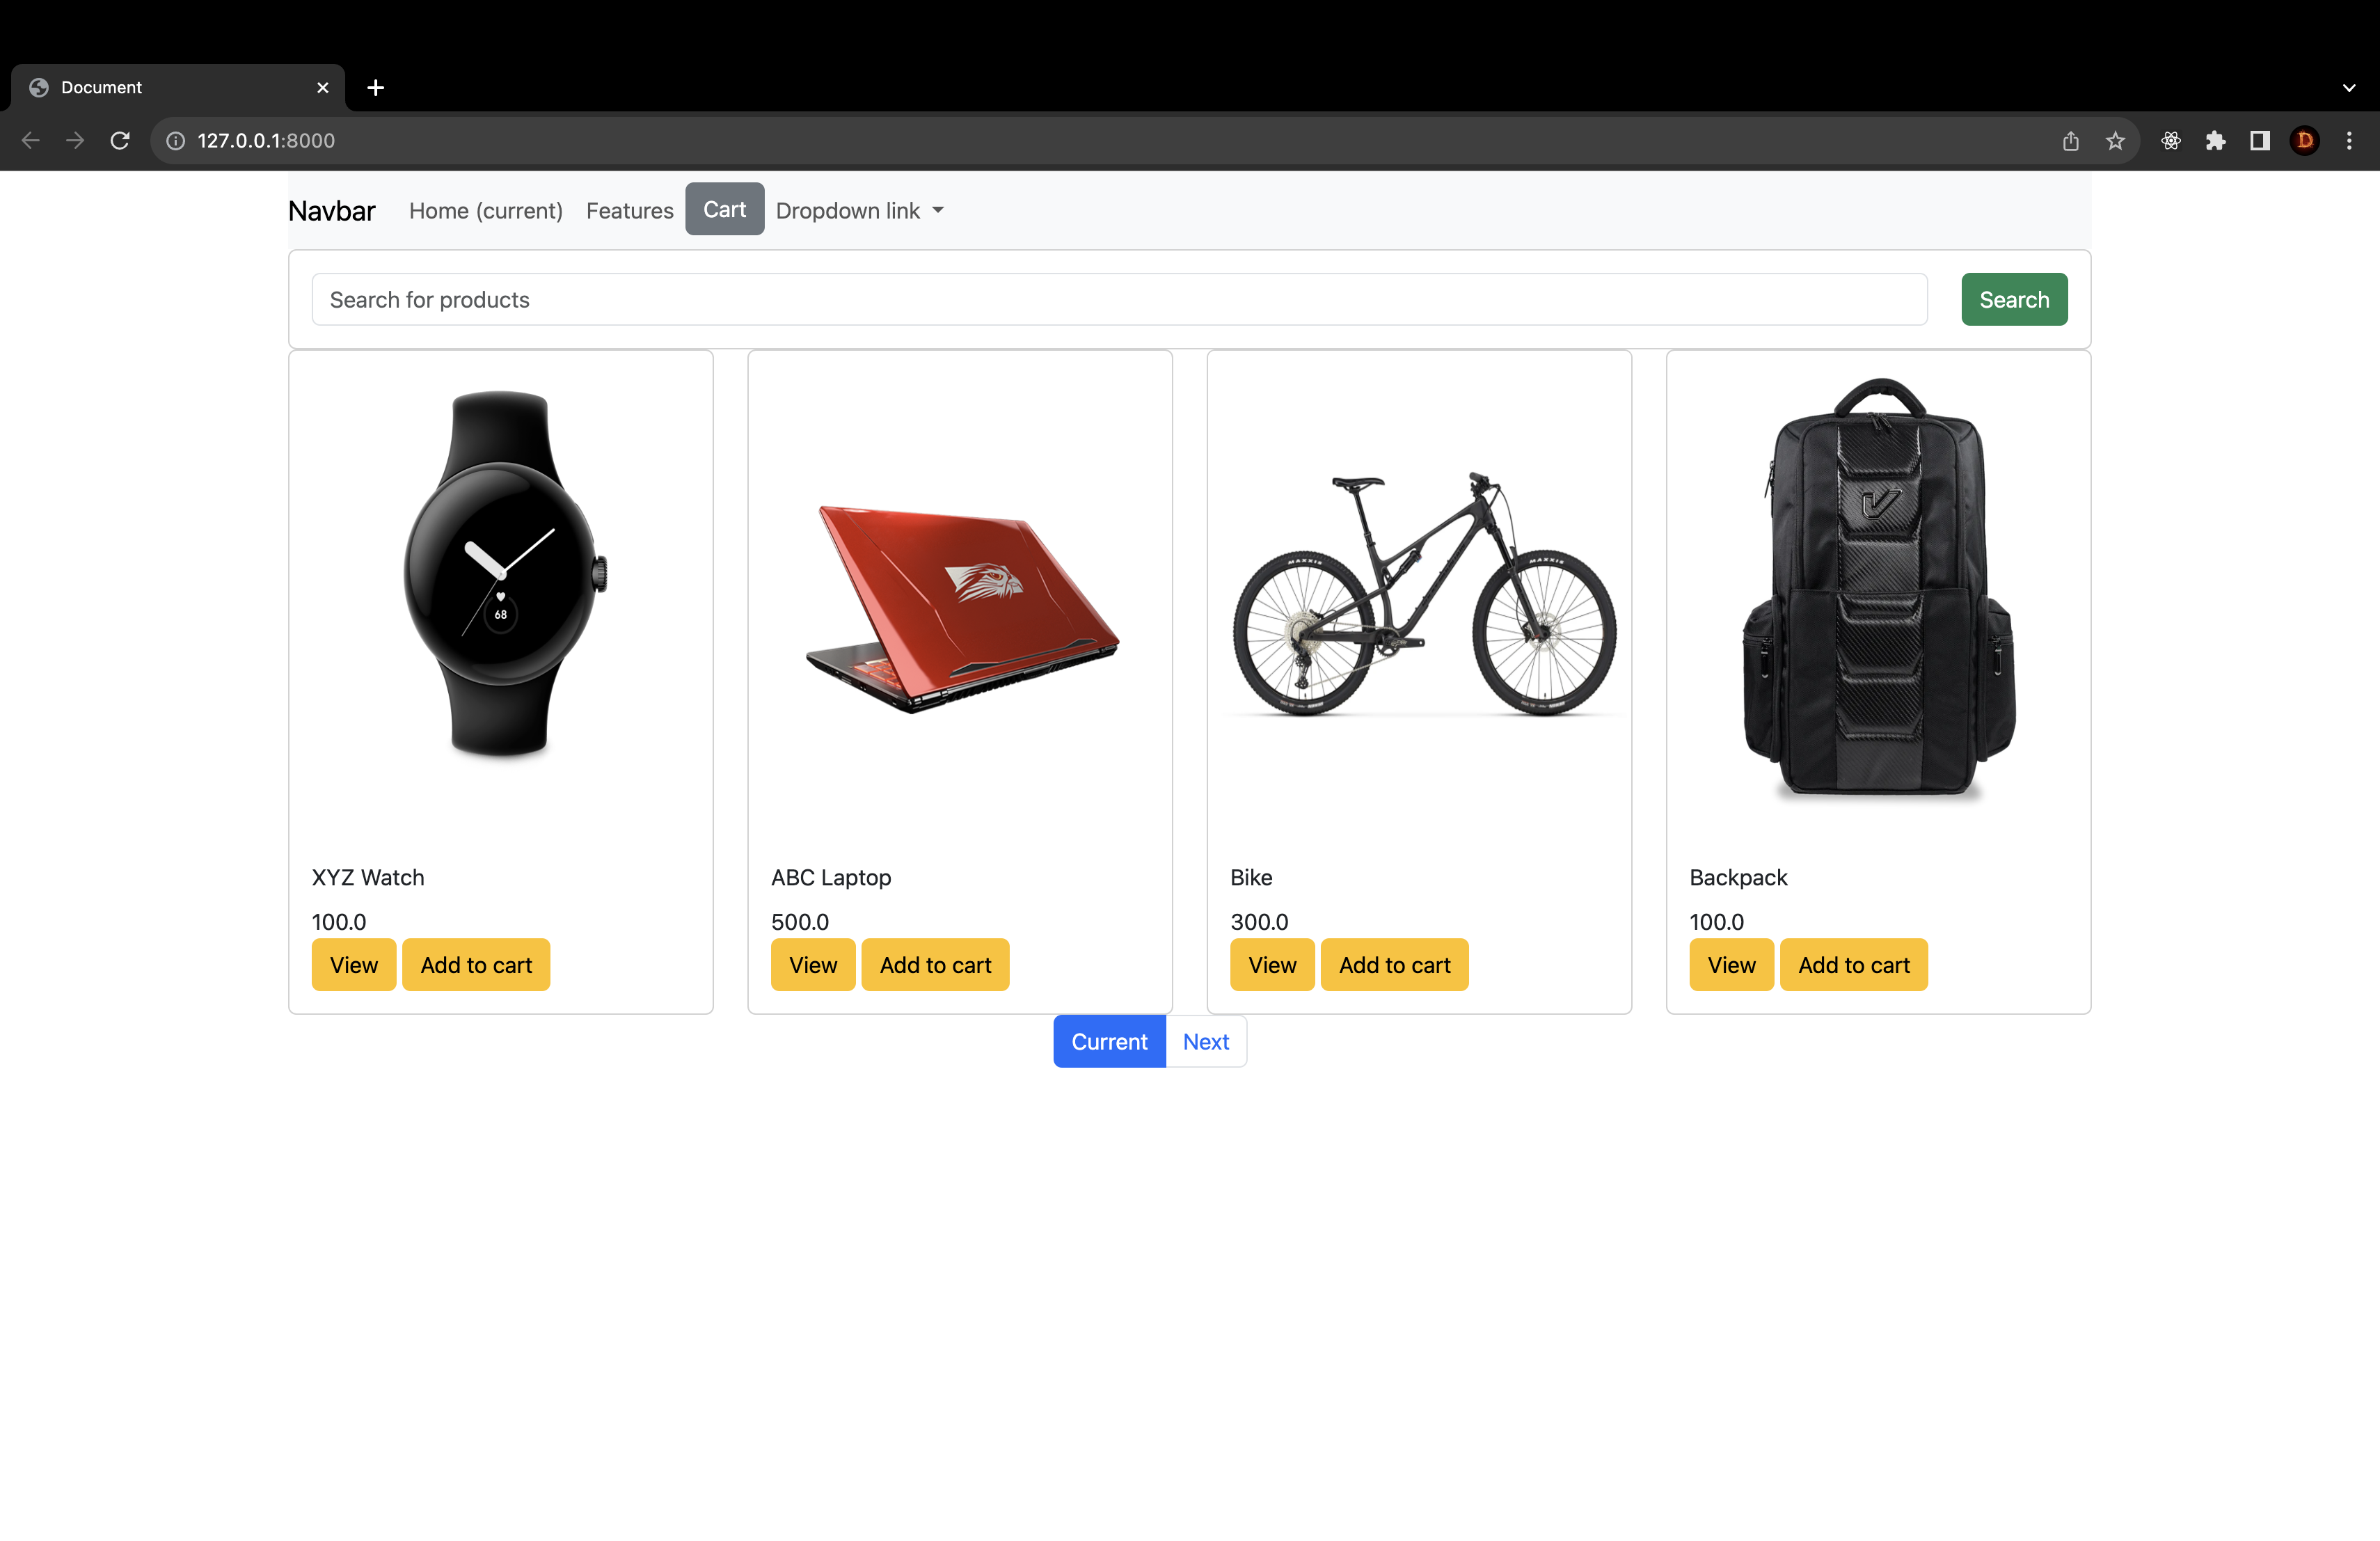 Document
127.0.0.1:8000
D
Navbar Home (current) Features Cart Dropdown link
Search for products Search
68
MAXXIS MAXXIS
XYZ Watch
100.0
View Add to cart
ABC Laptop
500.0
View Add to cart
Bike
300.0
View Add to cart
Backpack
100.0
View Add to cart
Current Next